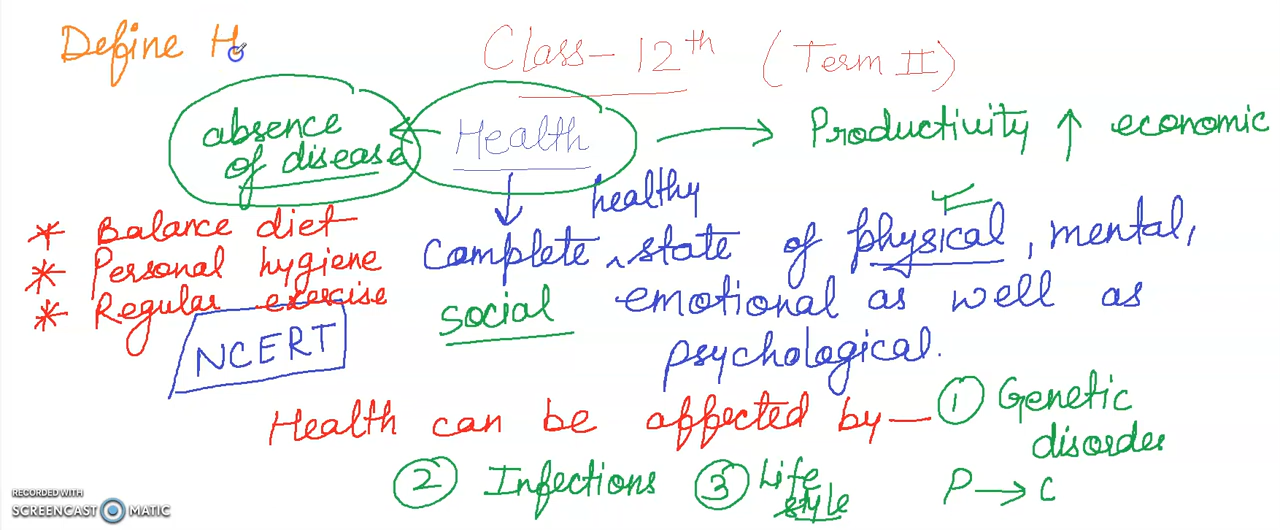 Define H
Class-12th (Term II)
absence of disease
Health
Productivity ↑ economic
healthy
* Balance diet
* Personal hygiene
* Regular exercise
Complete state of physical, mental,
social emotional as well as
psychological.
NCERT
Health can be affected by— ① Genetic
disorder
② Infections ③ Life style
P → C
RECORDED WITH
SCREENCAST MATIC